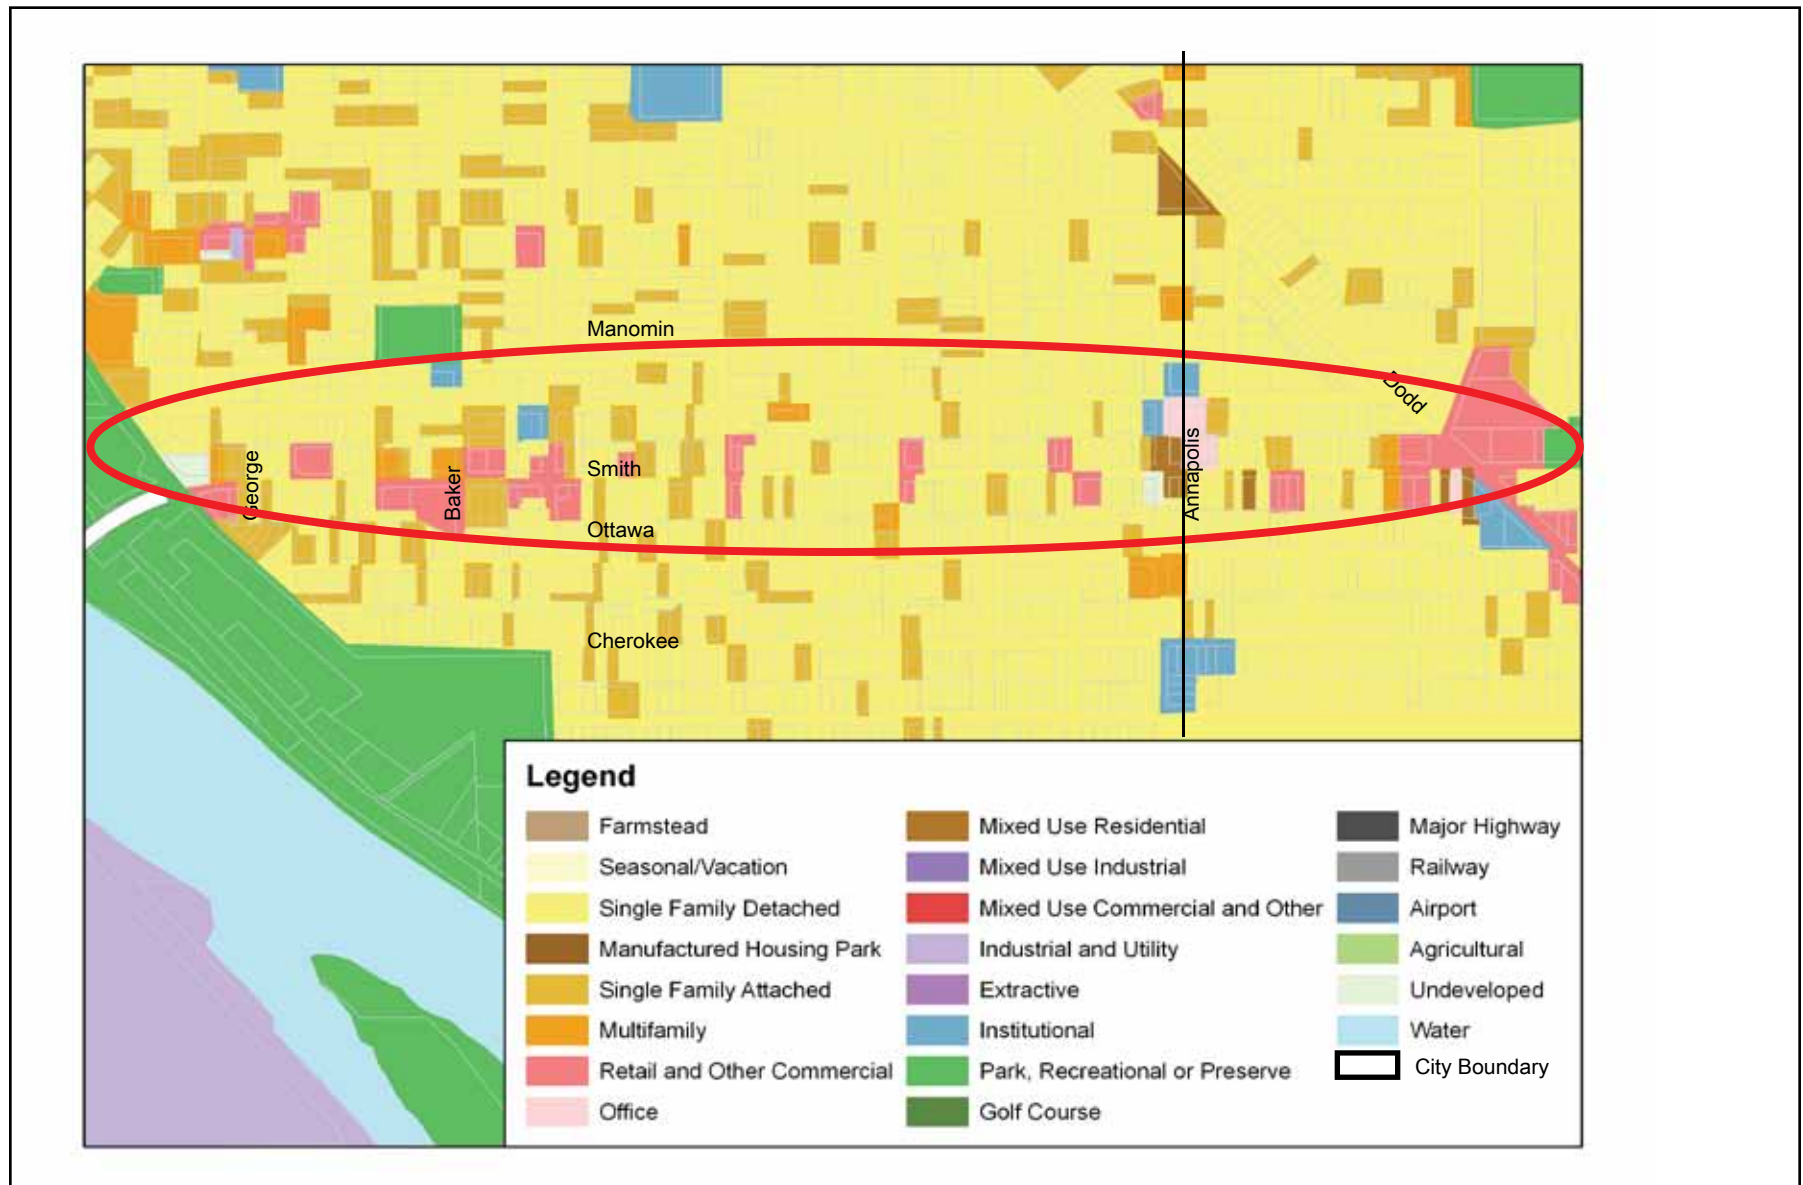 Manomin
Dodd
George
Baker
Smith
Annapolis
Ottawa
Cherokee
Legend
Farmstead
Seasonal/Vacation
Single Family Detached
Manufactured Housing Park
Single Family Attached
Multifamily
Retail and Other Commercial
Office
Mixed Use Residential
Mixed Use Industrial
Mixed Use Commercial and Other
Industrial and Utility
Extractive
Institutional
Park, Recreational or Preserve
Golf Course
Major Highway
Railway
Airport
Agricultural
Undeveloped
Water
City Boundary